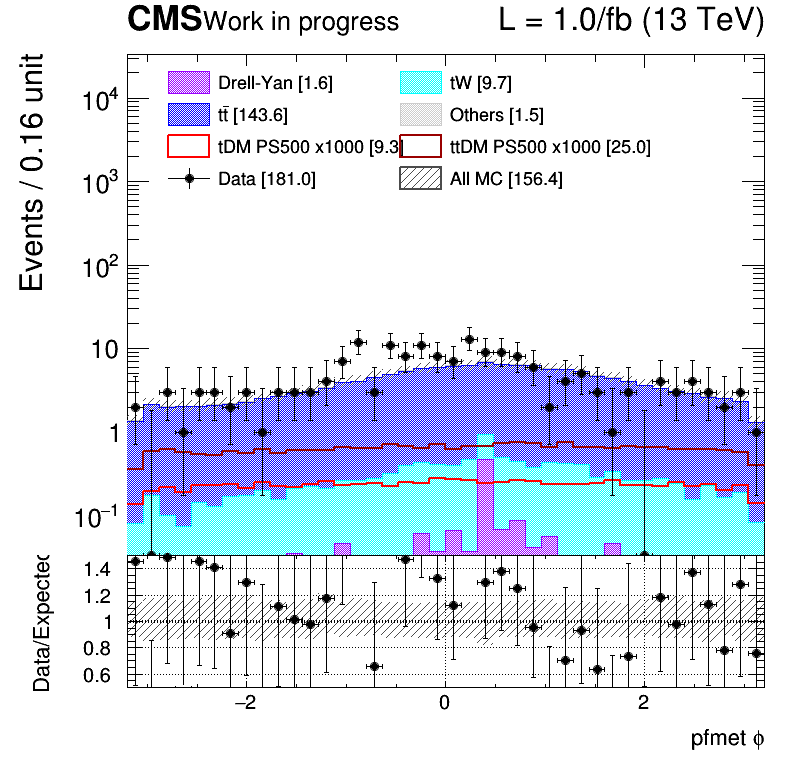 CMS Work in progress L = 1.0/fb (13 TeV)
Events / 0.16 unit
Drell-Yan [1.6] tW [9.7]
tt̄ [143.6] Others [1.5]
tDM PS500 x1000 [9.3] ttDM PS500 x1000 [25.0]
Data [181.0] All MC [156.4]
10⁴
10³
10²
10
1
10⁻¹
Data/Expected
1.4
1.2
1
0.8
0.6
−2 0 2
pfmet ϕ